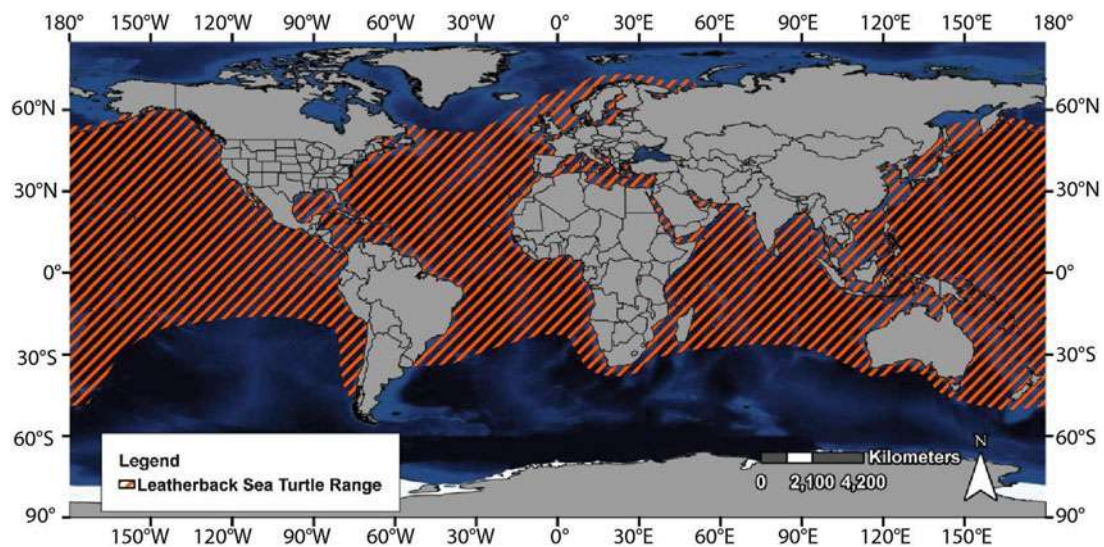 180° 150°W 120°W 90°W 60°W 30°W 0° 30°E 60°E 90°E 120°E 150°E 180°
60°N 60°N
30°N 30°N
0° 0°
30°S 30°S
60°S 60°S
N
Legend
Leatherback Sea Turtle Range
Kilometers
0 2,100 4,200
90° 90°
150°W 120°W 90°W 60°W 30°W 0° 30°E 60°E 90°E 120°E 150°E